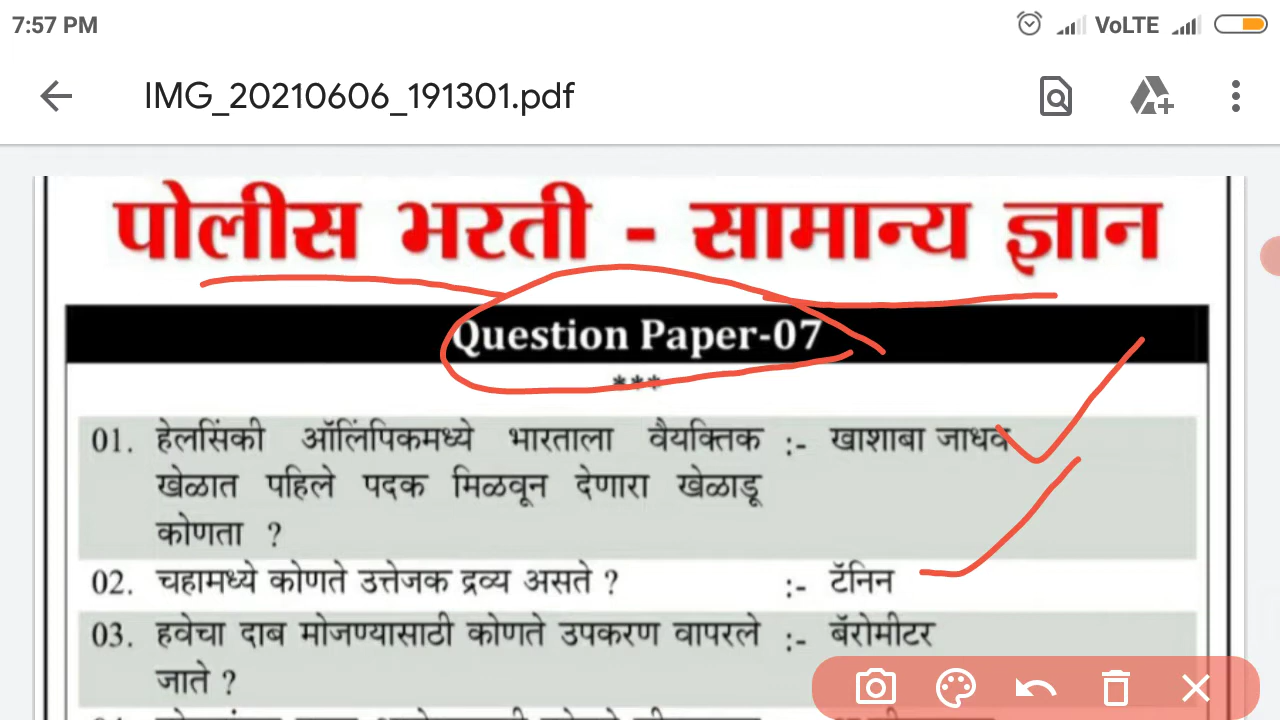 7:57 PM VoLTE
IMG_20210606_191301.pdf
पोलीस भरती - सामान्य ज्ञान
Question Paper-07
***
01. हेलसिंकी ऑलिंपिकमध्ये भारताला वैयक्तिक :- खाशाबा जाधव
खेळात पहिले पदक मिळवून देणारा खेळाडू
कोणता ?
02. चहामध्ये कोणते उत्तेजक द्रव्य असते ? :- टॅनिन
03. हवेचा दाब मोजण्यासाठी कोणते उपकरण वापरले :- बॅरोमीटर
जाते ?